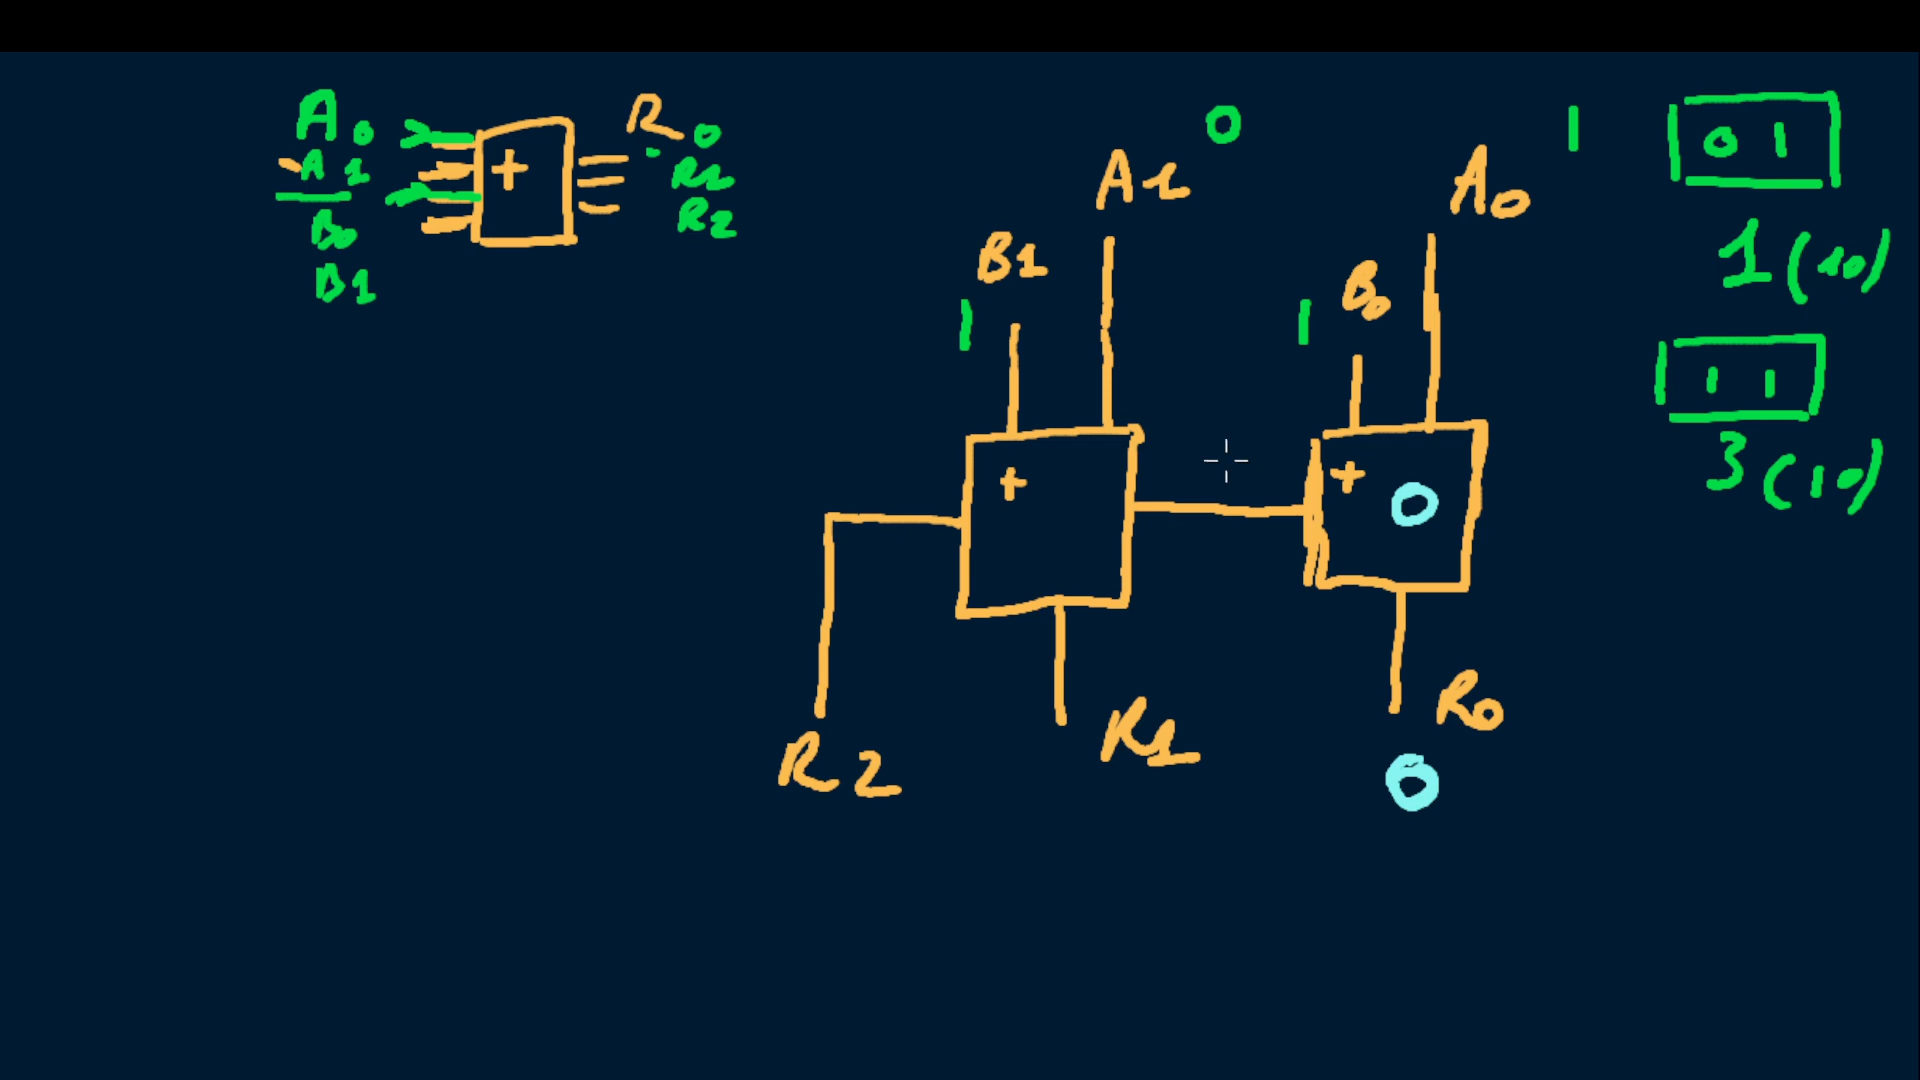 A0 + R0
A1 R1
B0 R2
B1
0 1 0 1
A1 A0
B1 B0 1 (10)
1 1
1 1
+ + 0 3 (10)
R2 R1 R0
0